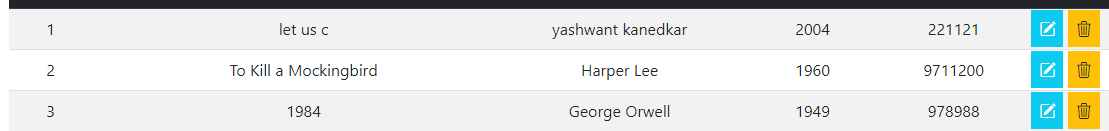 1 let us c yashwant kanedkar 2004 221121
2 To Kill a Mockingbird Harper Lee 1960 9711200
3 1984 George Orwell 1949 978988